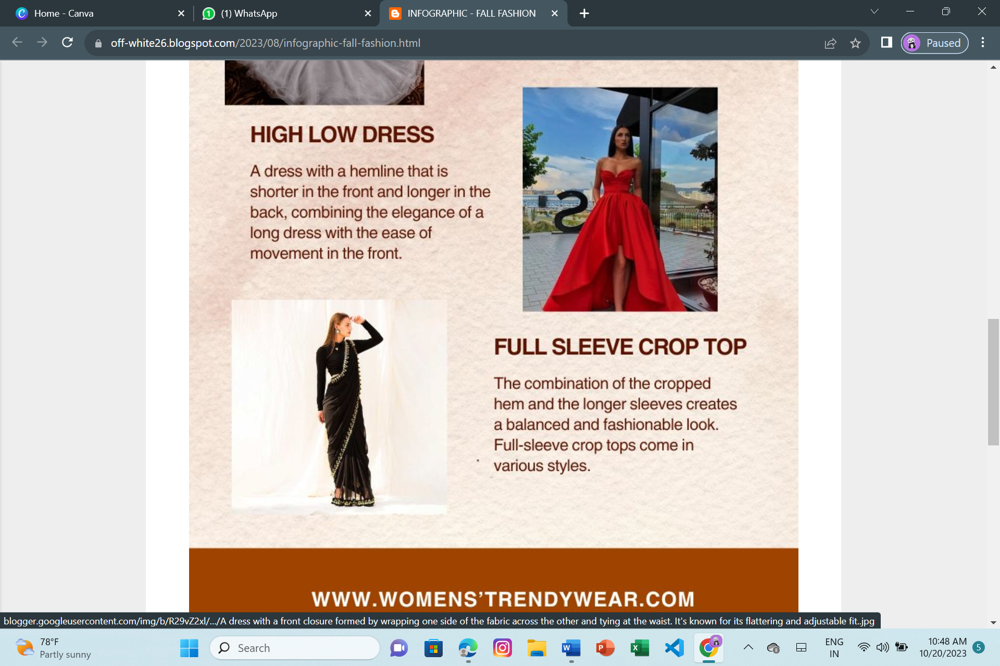 Home - Canva
(1) WhatsApp
INFOGRAPHIC - FALL FASHION
off-white26.blogspot.com/2023/08/infographic-fall-fashion.html
Paused
HIGH LOW DRESS
A dress with a hemline that is
shorter in the front and longer in the
back, combining the elegance of a
long dress with the ease of
movement in the front.
S
FULL SLEEVE CROP TOP
The combination of the cropped
hem and the longer sleeves creates
a balanced and fashionable look.
Full-sleeve crop tops come in
various styles.
WWW.WOMENS’TRENDYWEAR.COM
blogger.googleusercontent.com/img/b/R29vZ2xl/.../A dress with a front closure formed by wrapping one side of the fabric across the other and tying at the waist. It's known for its flattering and adjustable fit..jpg
78°F
Partly sunny
Search
ENG
IN
10:48 AM
10/20/2023
5